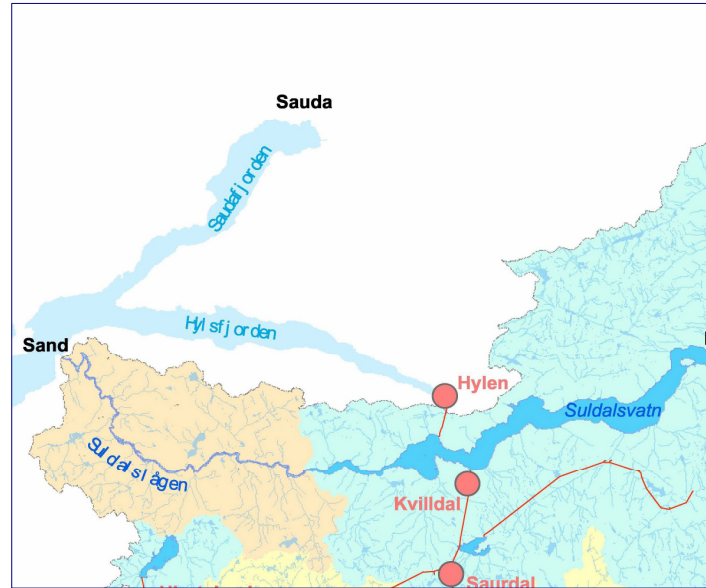 Sauda
Saudafjorden
Hylsfjorden
Sand
Hylen
Suldalsvatn
Suldalslågen
Kvilldal
Saurdal